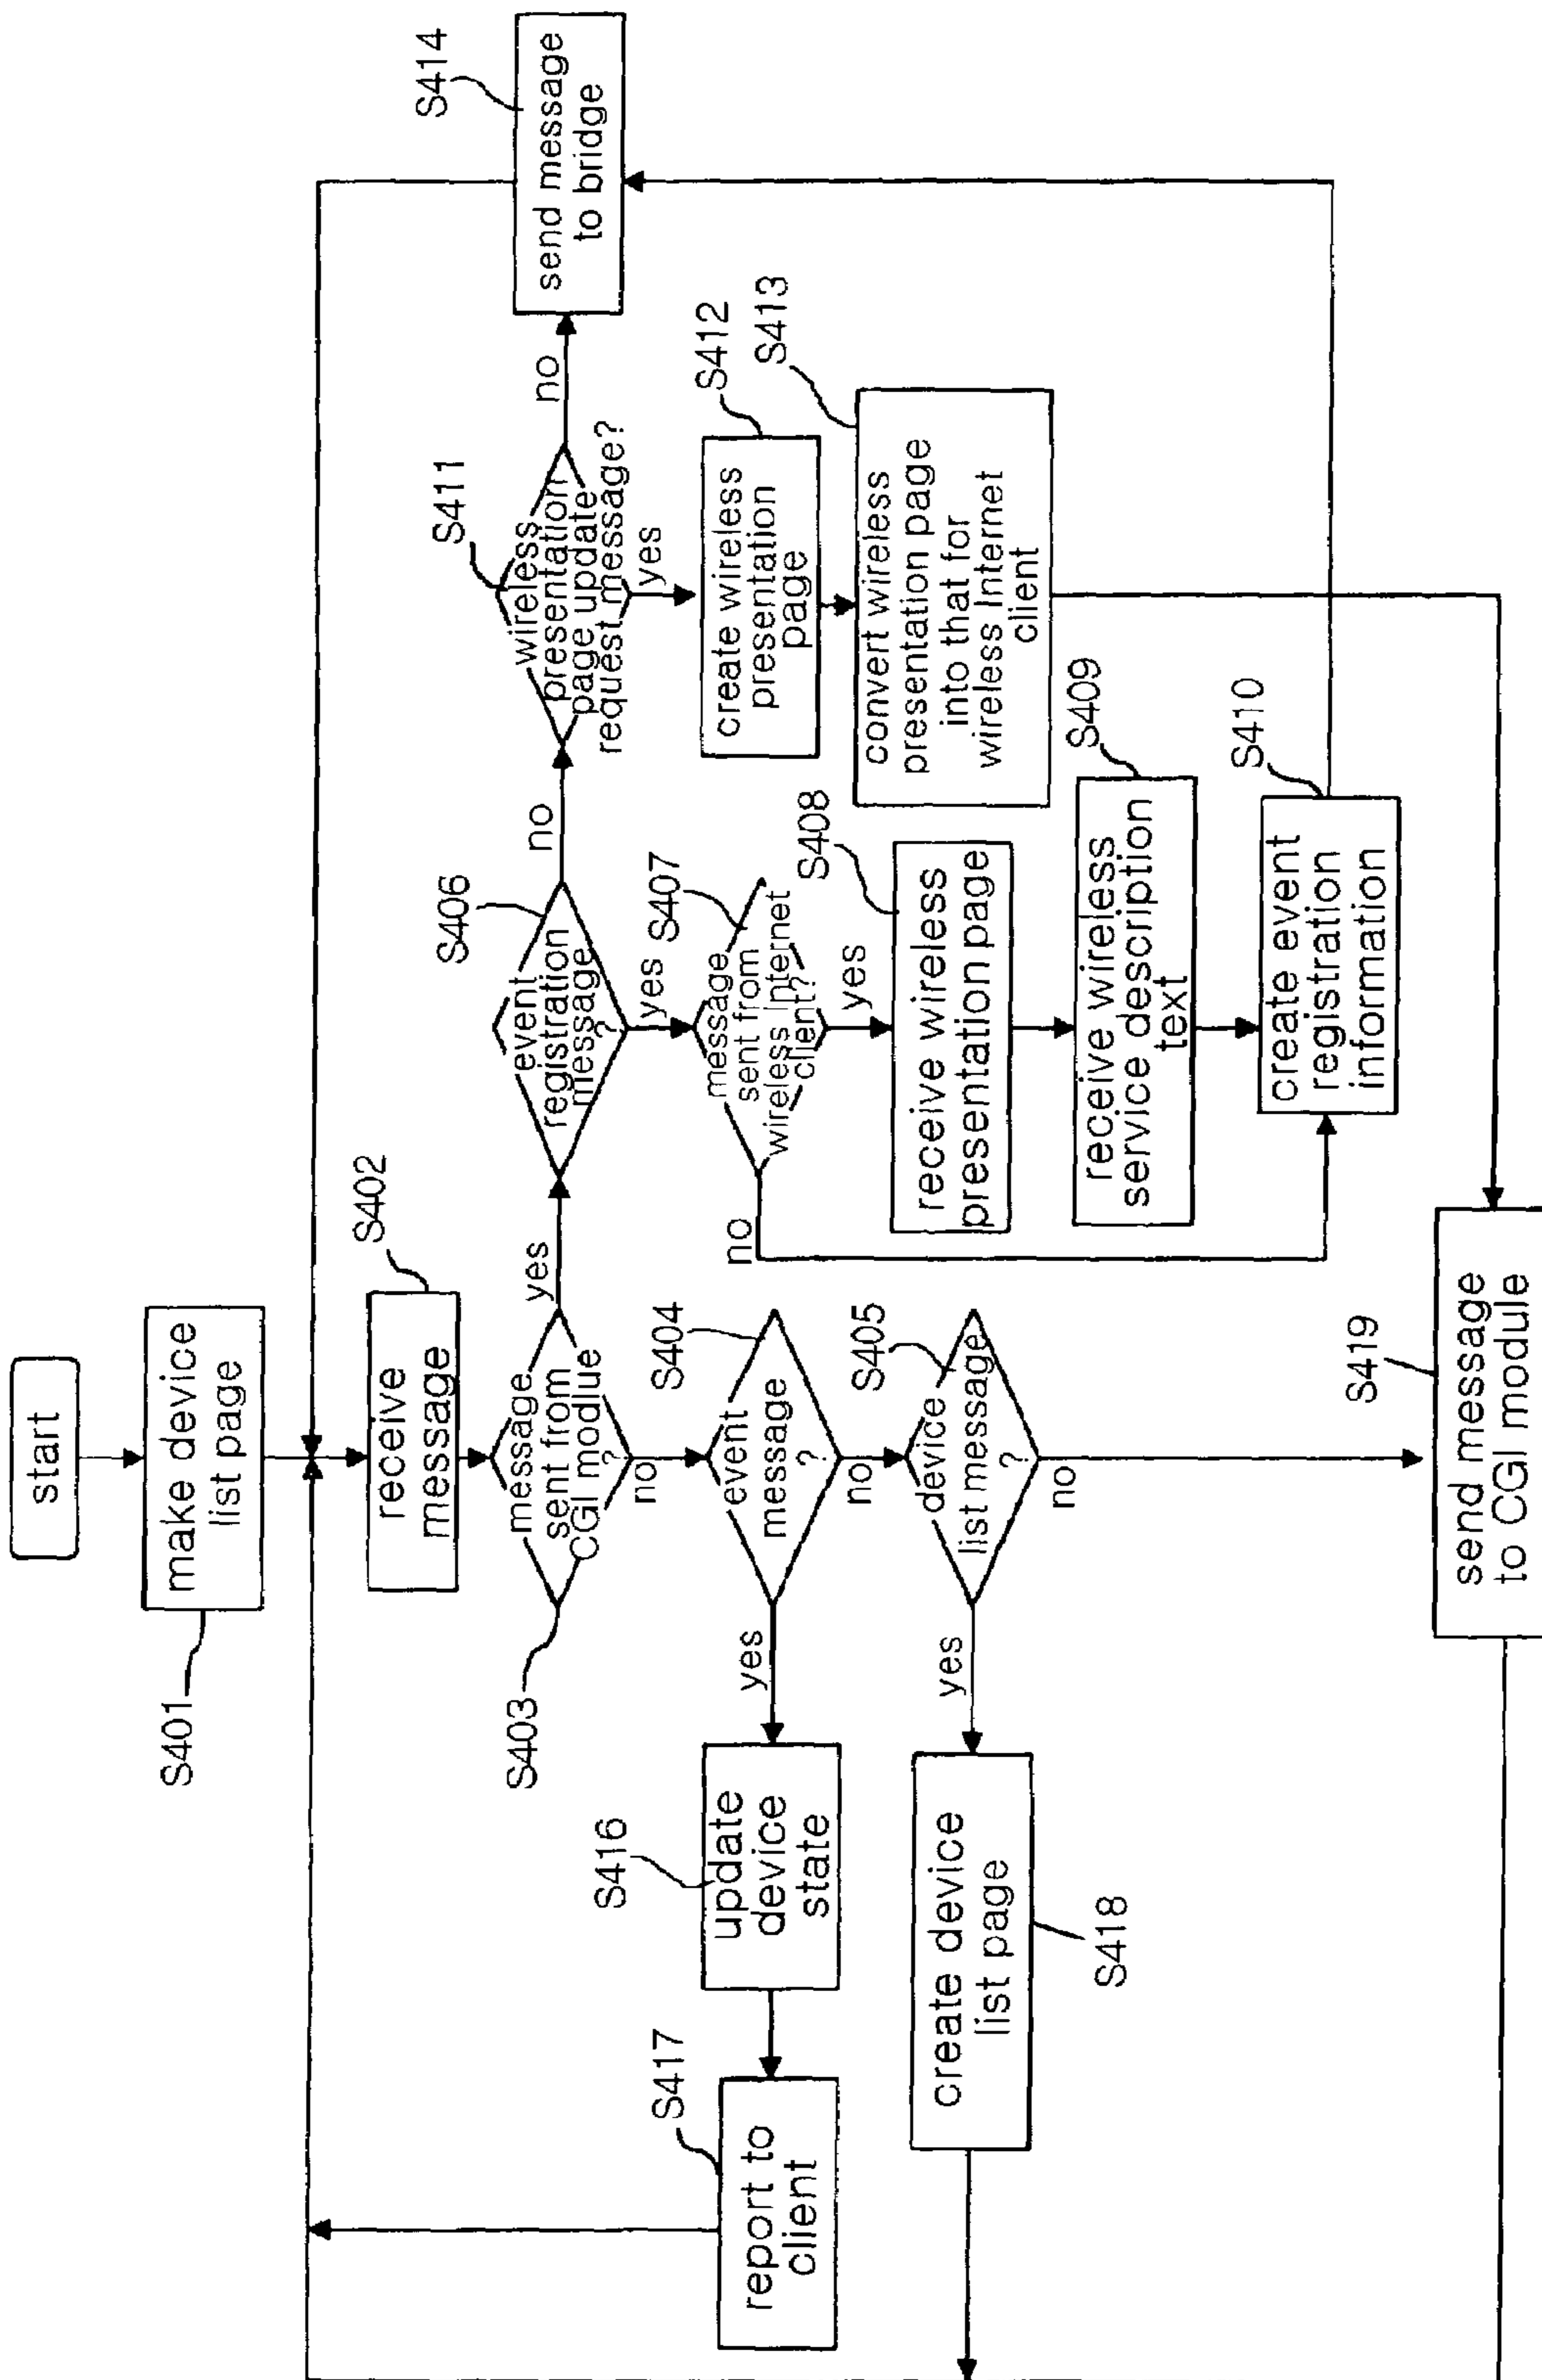 start
make device
list page
S401
receive
message
S402
message
sent from
CGI modlue
?
S403
yes
no
event
message
?
S404
yes
no
device
list message
?
S405
yes
no
event
registration
message
?
S406
no
yes
message
sent from
wireless Internet
client?
S407
no
yes
receive wireless
presentation page
S408
receive wireless
service description
text
S409
create event
registration
information
S410
wireless
presentation
page update
request message?
S411
no
yes
create wireless
presentation
page
S412
convert wireless
presentation page
into that for
wireless Internet
client
S413
send message
to bridge
S414
update
device
state
S416
report to
client
S417
create device
list page
S418
send message
to CGI module
S419